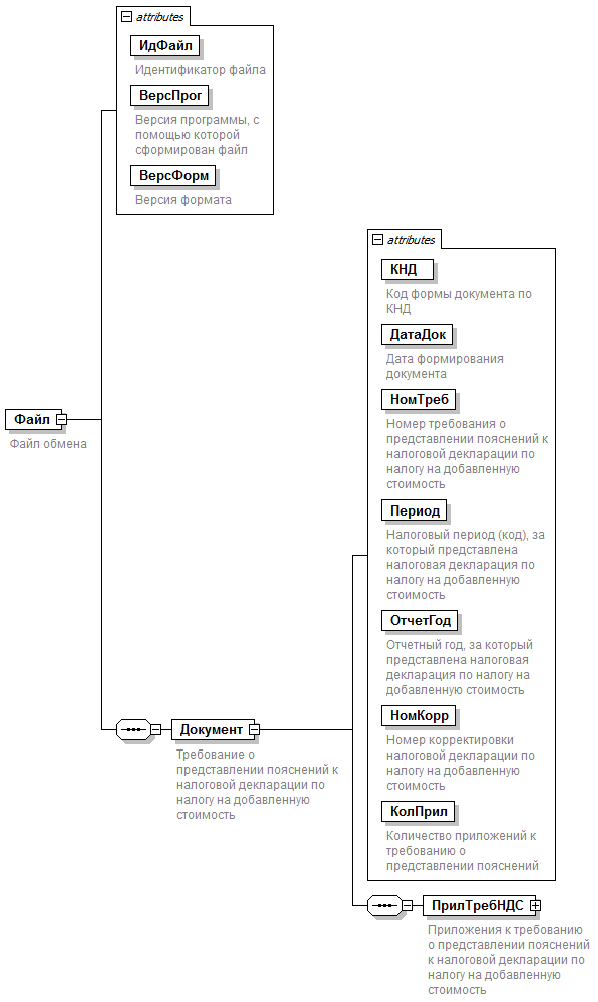 attributes
ИдФайл
Идентификатор файла
ВерсПрог
Версия программы, с
помощью которой
сформирован файл
ВерсФорм
Версия формата
Файл
Файл обмена
Документ
Требование о
представлении пояснений к
налоговой декларации по
налогу на добавленную
стоимость
attributes
КНД
Код формы документа по
КНД
ДатаДок
Дата формирования
документа
НомТреб
Номер требования о
представлении пояснений к
налоговой декларации по
налогу на добавленную
стоимость
Период
Налоговый период (код), за
который представлена
налоговая декларация по
налогу на добавленную
стоимость
ОтчетГод
Отчетный год, за который
представлена налоговая
декларация по налогу на
добавленную стоимость
НомКорр
Номер корректировки
налоговой декларации по
налогу на добавленную
стоимость
КолПрил
Количество приложений к
требованию о
представлении пояснений
ПрилТребНДС
Приложения к требованию
о представлении пояснений
к налоговой декларации по
налогу на добавленную
стоимость